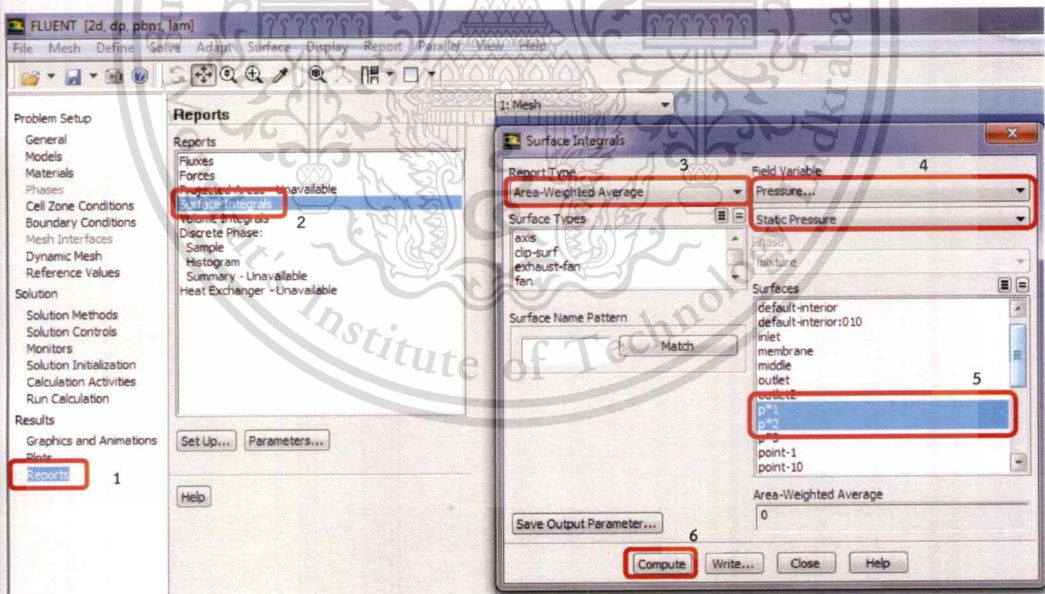 FLUENT [2d, dp, pbns, lam]
File Mesh Define Solve Adapt Surface Display Report Parallel View Help
Problem Setup
General
Models
Materials
Phases
Cell Zone Conditions
Boundary Conditions
Mesh Interfaces
Dynamic Mesh
Reference Values
Solution
Solution Methods
Solution Controls
Monitors
Solution Initialization
Calculation Activities
Run Calculation
Results
Graphics and Animations
Plots
Reports
1
Reports
Reports
Fluxes
Forces
Projected Areas - Unavailable
Surface Integrals
Volume Integrals
2
Discrete Phase:
Sample
Histogram
Summary - Unavailable
Heat Exchanger - Unavailable
Set Up... Parameters...
Help
1: Mesh
Surface Integrals
Report Type
3
Area-Weighted Average
Surface Types
axis
clip-surf
exhaust-fan
fan
Surface Name Pattern
Match
Save Output Parameter...
Field Variable
4
Pressure...
Static Pressure
Phase
mixture
Surfaces
default-interior
default-interior:010
inlet
membrane
middle
outlet
outlet2
5
p*1
p*2
p*3
point-1
point-10
Area-Weighted Average
0
6
Compute Write... Close Help
Institute of Technology